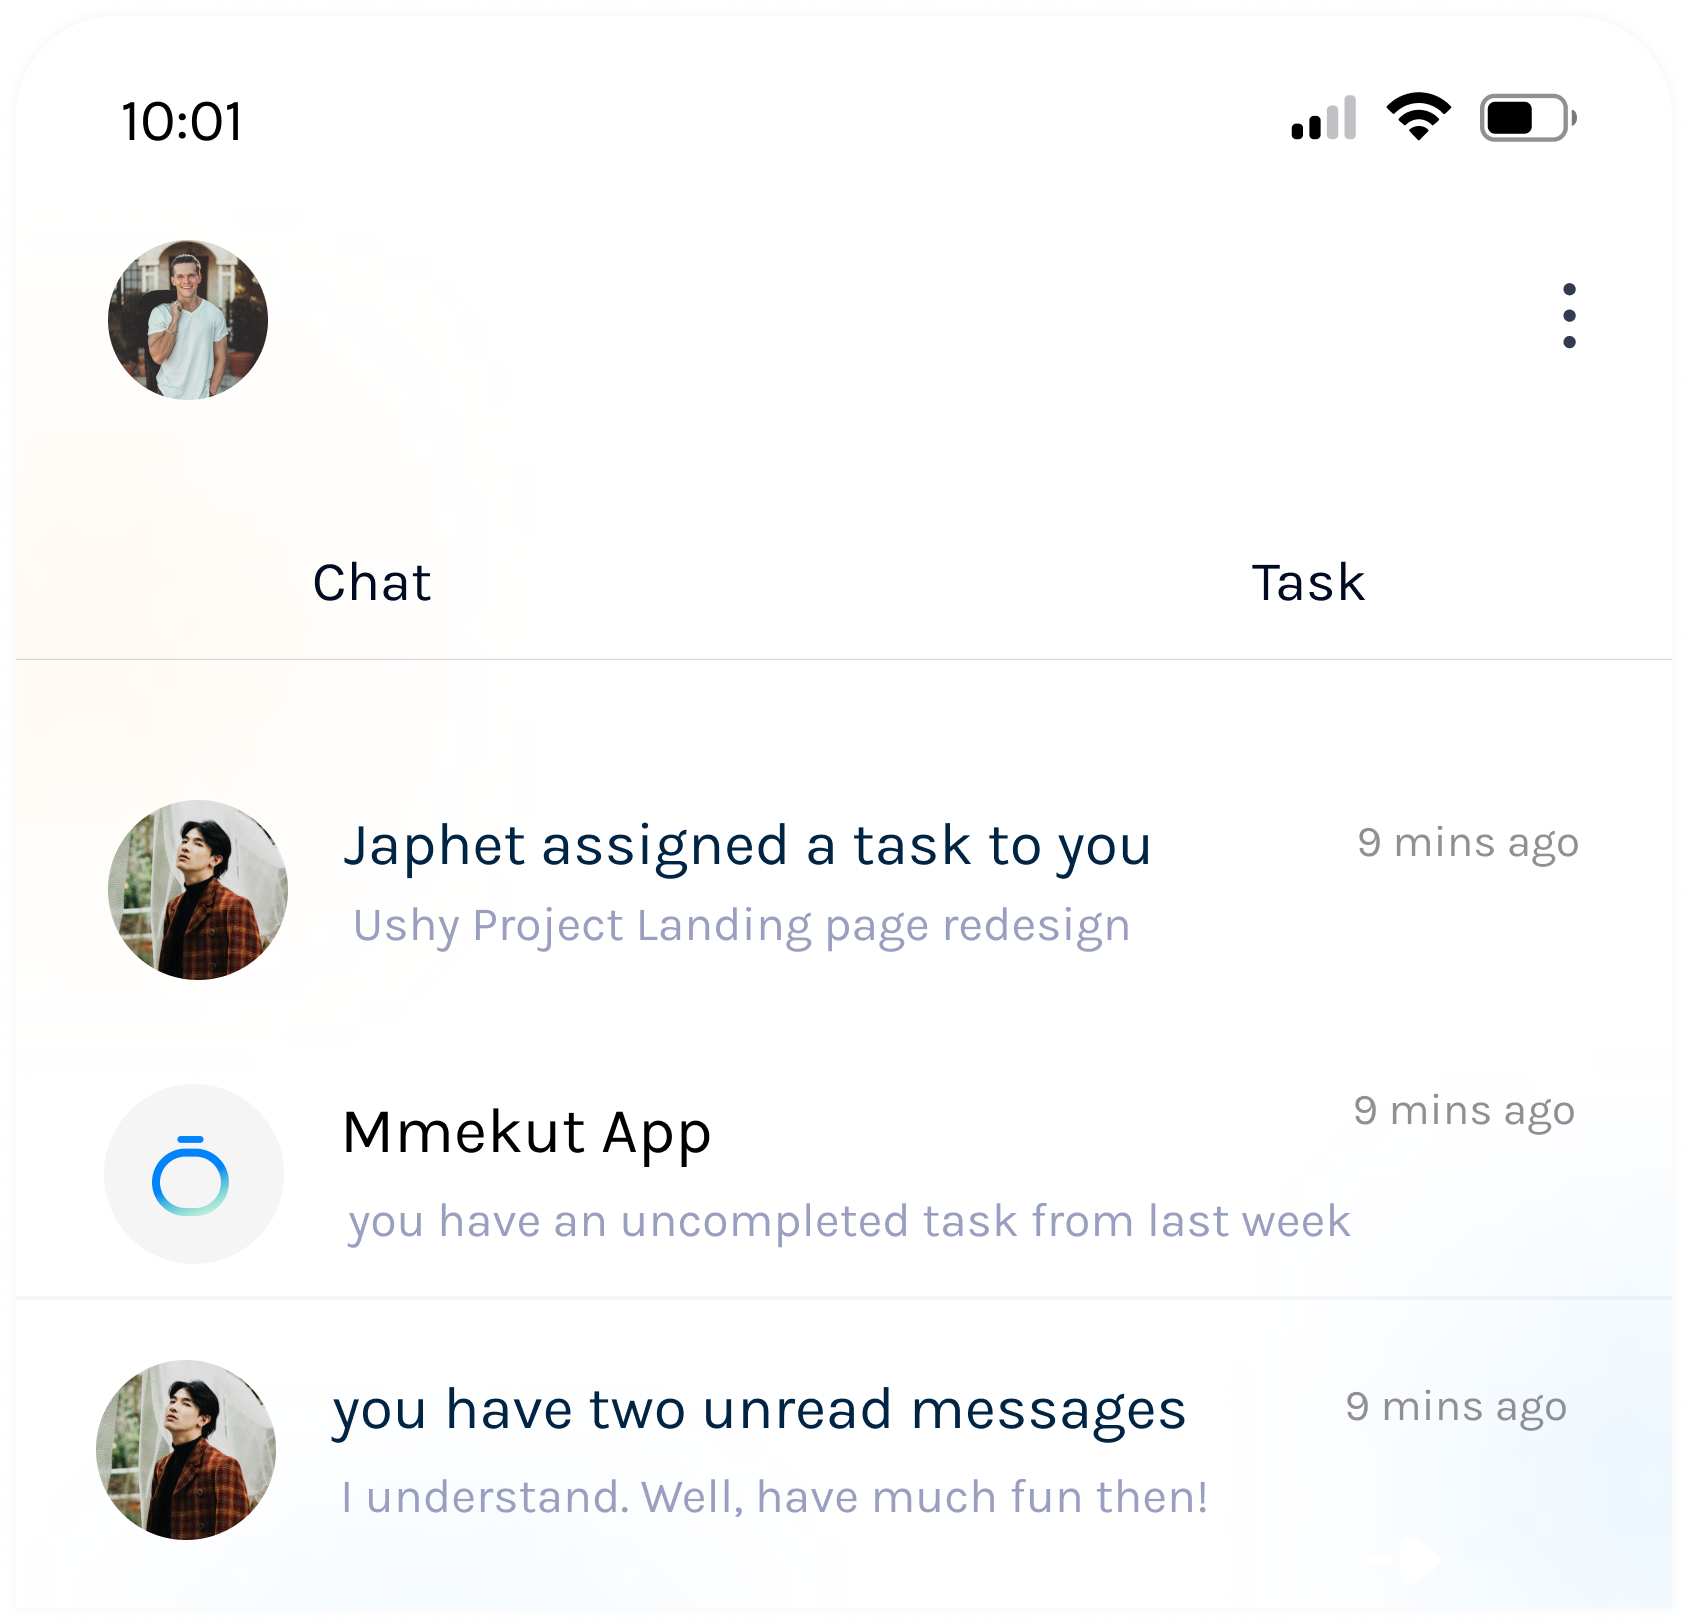 10:01
Chat
Task
Japhet assigned a task to you
9 mins ago
Ushy Project Landing page redesign
Mmekut App
9 mins ago
you have an uncompleted task from last week
you have two unread messages
9 mins ago
I understand. Well, have much fun then!